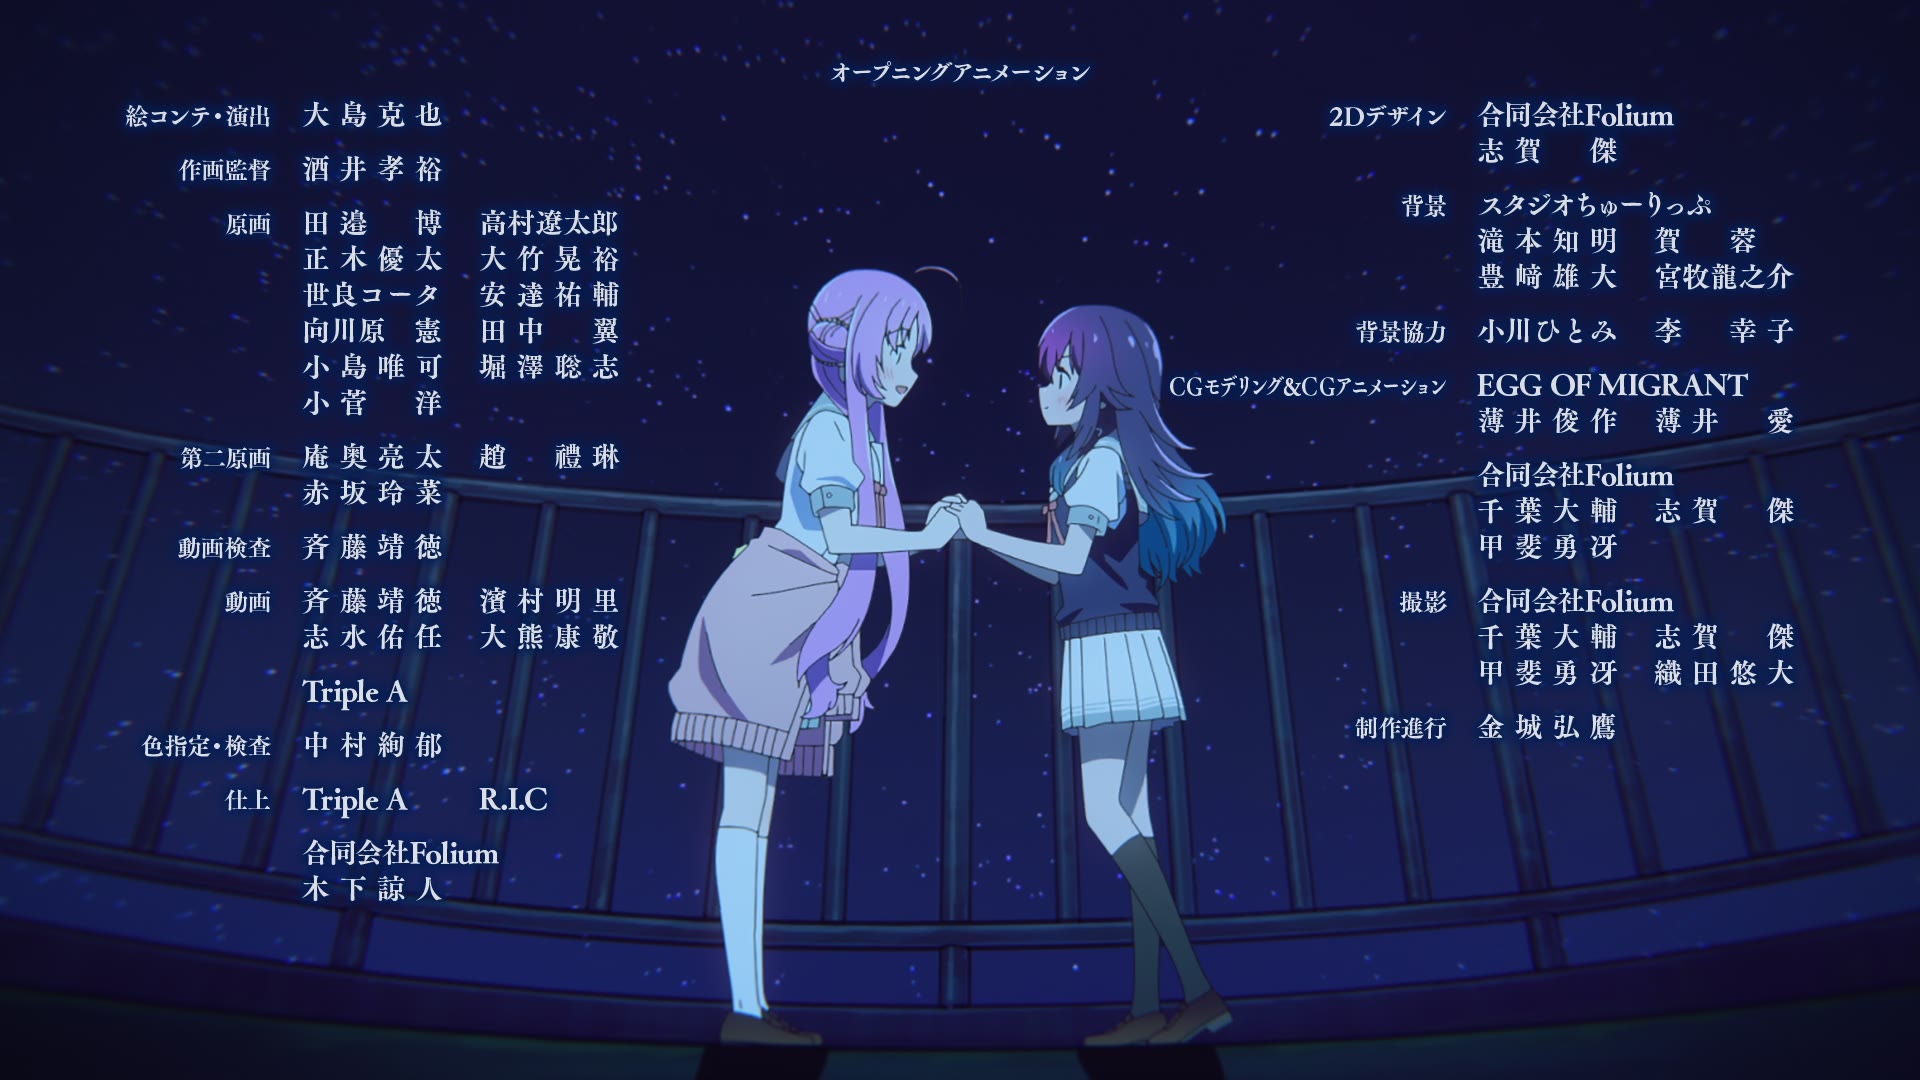 オープニングアニメーション
絵コンテ・演出 大島克也
作画監督 酒井孝裕
原画 田邉 博 高村遼太郎
正木優太 大竹晃裕
世良コータ 安達祐輔
向川原 憲 田中 翼
小島唯可 堀澤聡志
小菅 洋
第二原画 庵奥亮太 趙 禮琳
赤坂玲菜
動画検査 斉藤靖徳
動画 斉藤靖徳 濱村明里
志水佑任 大熊康敬
Triple A
色指定・検査 中村絢郁
仕上 Triple A R.I.C
合同会社Folium
木下諒人
2Dデザイン 合同会社Folium
志賀 傑
背景 スタジオちゅーりっぷ
滝本知明 賀 蓉
豊﨑雄大 宮牧龍之介
背景協力 小川ひとみ 李 幸子
CGモデリング&CGアニメーション EGG OF MIGRANT
薄井俊作 薄井 愛
合同会社Folium
千葉大輔 志賀 傑
甲斐勇冴
撮影 合同会社Folium
千葉大輔 志賀 傑
甲斐勇冴 織田悠大
制作進行 金城弘鷹